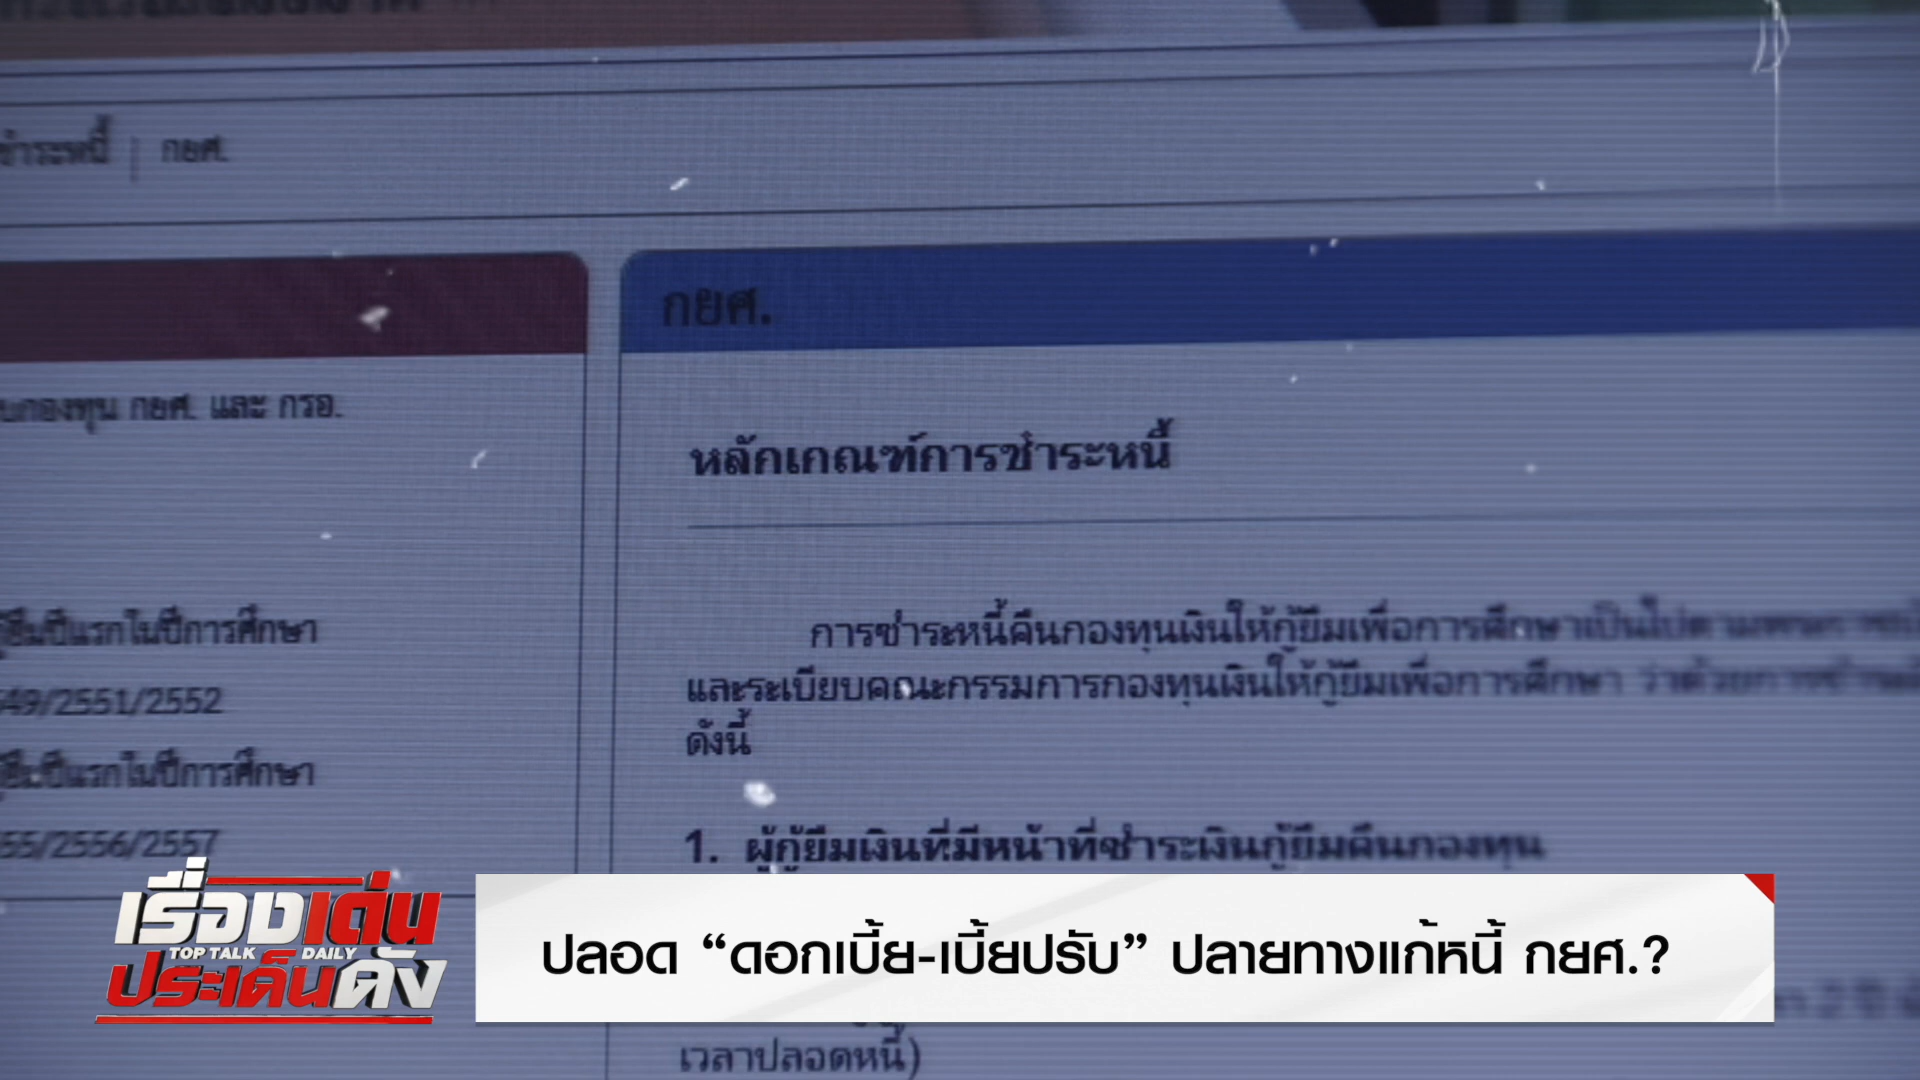 ชำระหนี้ | กยศ.
กยศ.
กองทุน กยศ. และ กรอ.
หลักเกณฑ์การชำระหนี้
การชำระหนี้คืนกองทุนเงินให้กู้ยืมเพื่อการศึกษาเป็นไปตาม
และระเบียบคณะกรรมการกองทุนเงินให้กู้ยืมเพื่อการศึกษา ว่าด้วยการชำระ
ดังนี้
1. ผู้กู้ยืมเงินที่มีหน้าที่ชำระเงินกู้ยืมคืนกองทุน
เวลาปลอดหนี้)
ปีแรกในปีการศึกษา
49/2551/2552
ปีแรกในปีการศึกษา
55/2556/2557
เรื่องเด่น
TOP TALK DAILY
ประเด็นดัง
ปลอด “ดอกเบี้ย-เบี้ยปรับ” ปลายทางแก้หนี้ กยศ.?